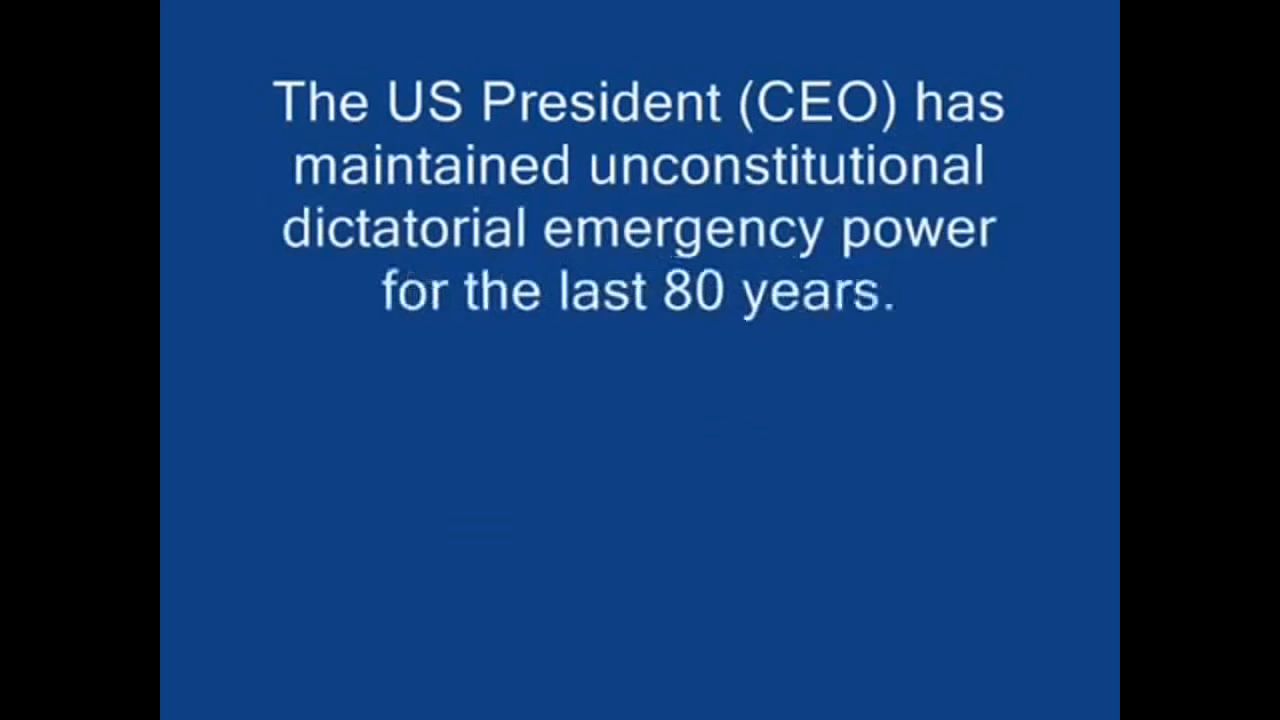 The US President (CEO) has
maintained unconstitutional
dictatorial emergency power
for the last 80 years.